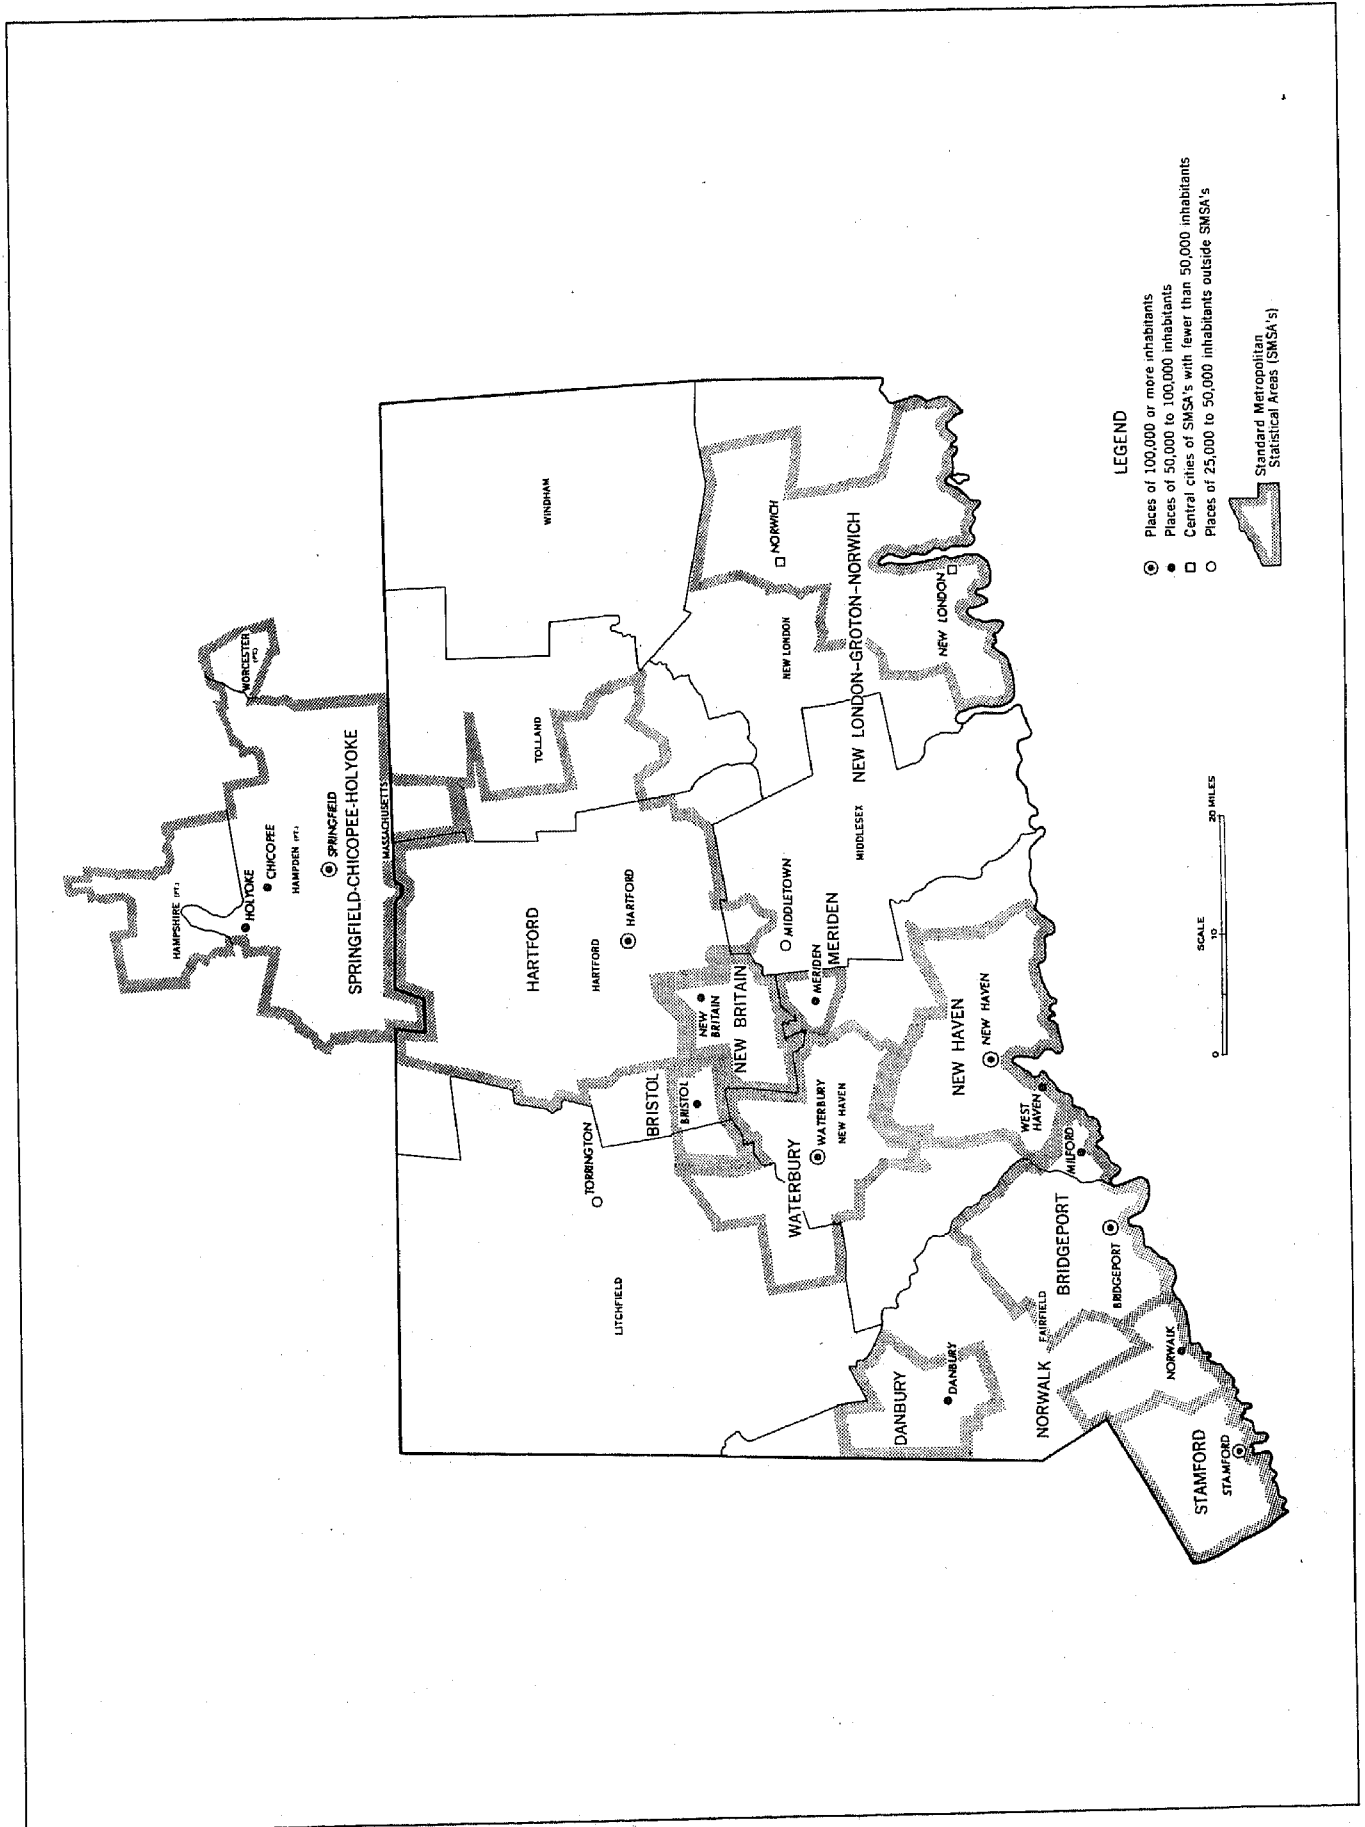 WORCESTER
(PT.)
HAMPSHIRE (PT.)
HOLYOKE
CHICOPEE
HAMPDEN (PT.)
SPRINGFIELD
SPRINGFIELD-CHICOPEE-HOLYOKE
MASSACHUSETTS
WINDHAM
TOLLAND
HARTFORD
HARTFORD
HARTFORD
TORRINGTON
LITCHFIELD
BRISTOL
BRISTOL
NEW
BRITAIN
NEW BRITAIN
NORWICH
NEW LONDON
MIDDLETOWN
MERIDEN
MERIDEN
WATERBURY
WATERBURY
NEW HAVEN
MIDDLESEX
NEW LONDON-GROTON-NORWICH
NEW LONDON
NEW HAVEN
NEW HAVEN
WEST
HAVEN
MILFORD
DANBURY
DANBURY
NORWALK
FAIRFIELD
BRIDGEPORT
BRIDGEPORT
NORWALK
STAMFORD
STAMFORD
LEGEND
Places of 100,000 or more inhabitants
Places of 50,000 to 100,000 inhabitants
Central cities of SMSA's with fewer than 50,000 inhabitants
Places of 25,000 to 50,000 inhabitants outside SMSA's
Standard Metropolitan
Statistical Areas (SMSA's)
SCALE
0 10 20 MILES